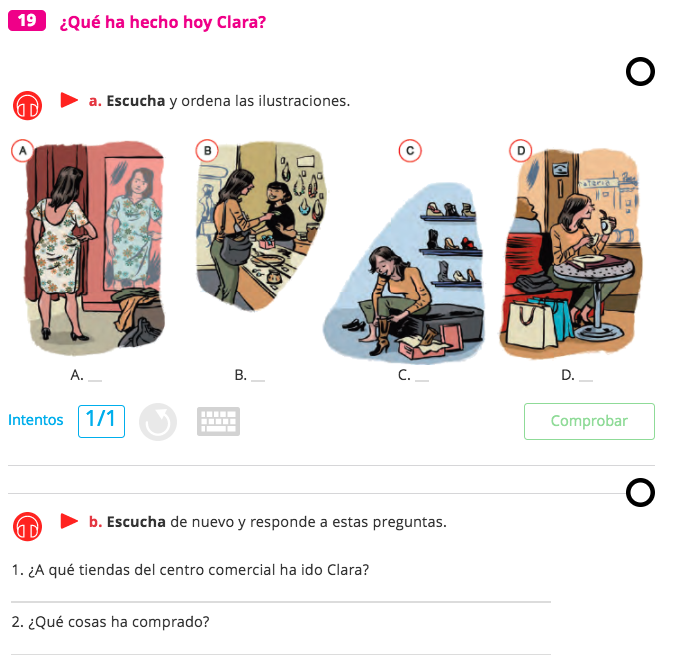 19 ¿Qué ha hecho hoy Clara?
a. Escucha y ordena las ilustraciones.
A B C D
A. __ B. __ C. __ D. __
Intentos 1/1 Comprobar
b. Escucha de nuevo y responde a estas preguntas.
1. ¿A qué tiendas del centro comercial ha ido Clara?
2. ¿Qué cosas ha comprado?